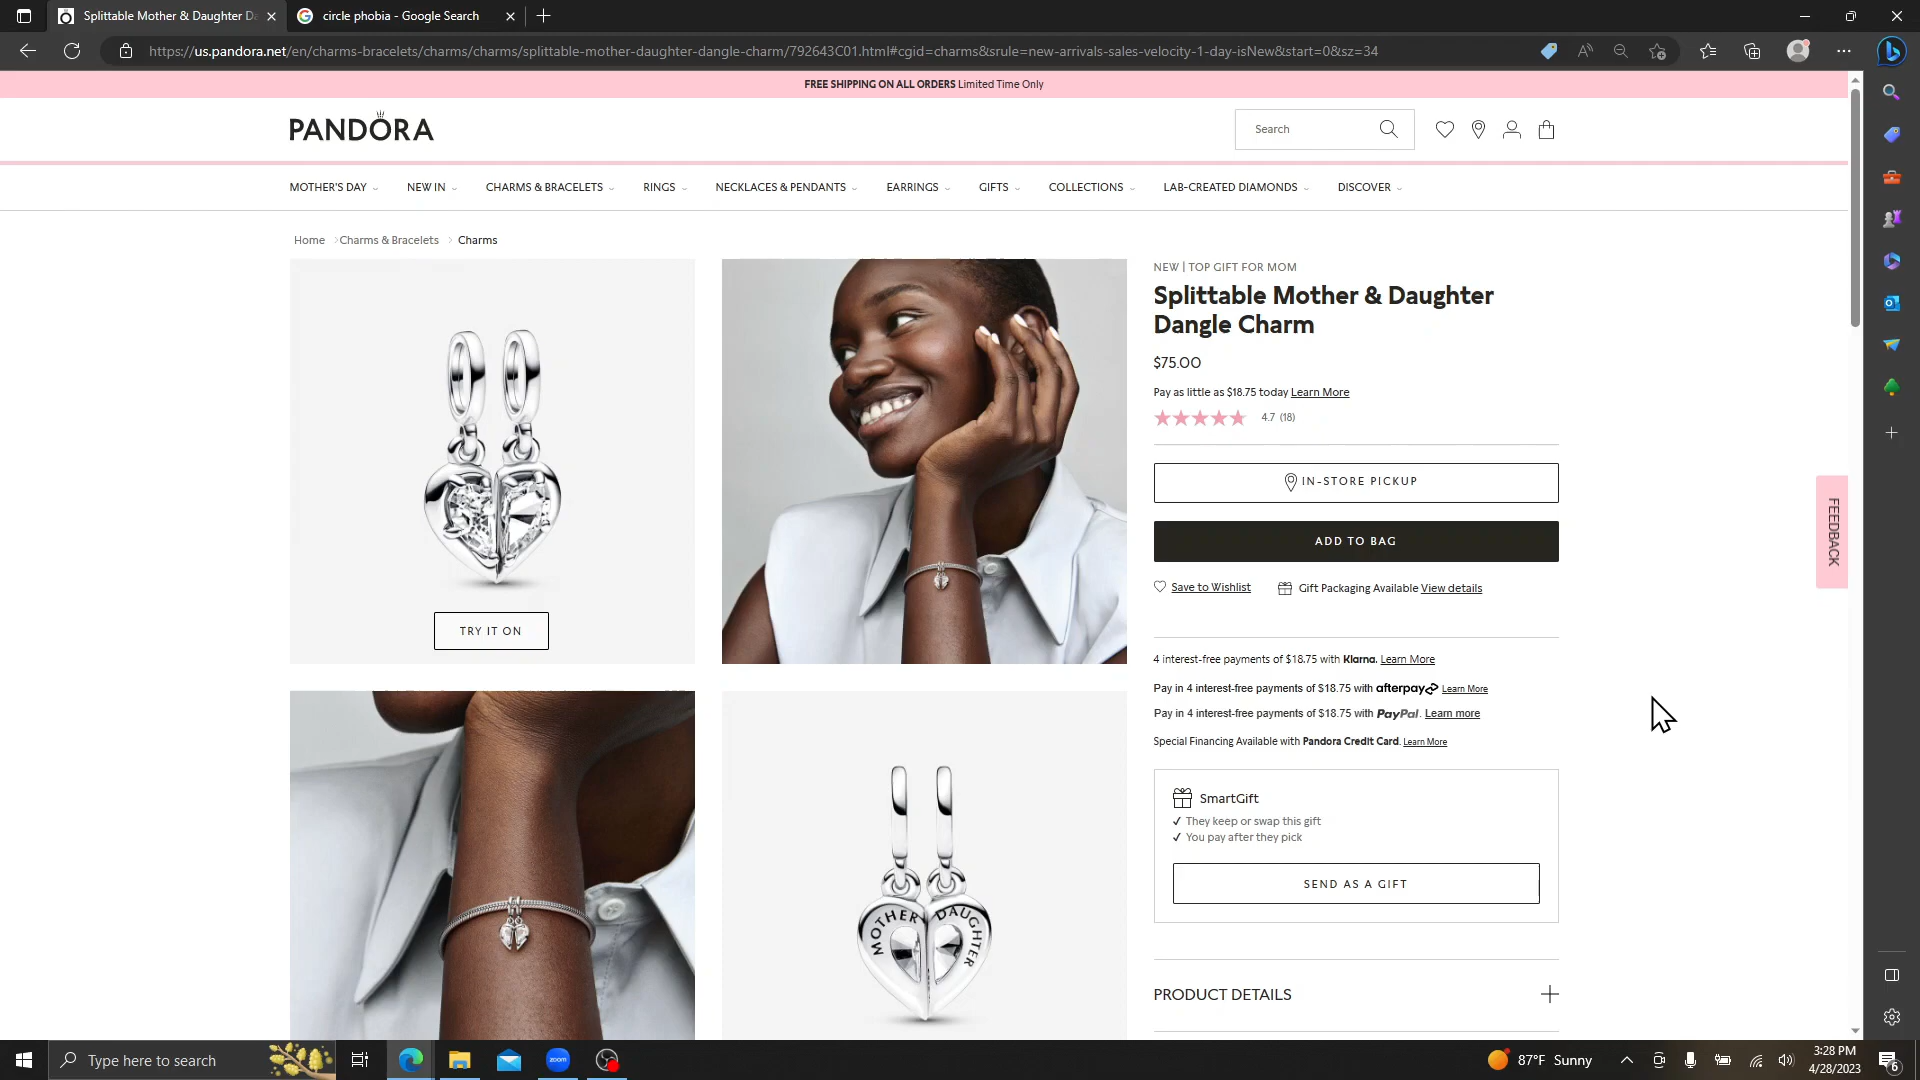 Splittable Mother & Daughter Da
circle phobia - Google Search
https://us.pandora.net/en/charms-bracelets/charms/charms/splittable-mother-daughter-dangle-charm/792643C01.html#cgid=charms&srule=new-arrivals-sales-velocity-1-day-isNew&start=0&sz=34
FREE SHIPPING ON ALL ORDERS Limited Time Only
PANDORA
Search
MOTHER'S DAY NEW IN CHARMS & BRACELETS RINGS NECKLACES & PENDANTS EARRINGS GIFTS COLLECTIONS LAB-CREATED DIAMONDS DISCOVER
Home > Charms & Bracelets > Charms
NEW | TOP GIFT FOR MOM
Splittable Mother & Daughter
Dangle Charm
$75.00
Pay as little as $18.75 today Learn More
4.7 (18)
IN-STORE PICKUP
ADD TO BAG
Save to Wishlist Gift Packaging Available View details
FEEDBACK
TRY IT ON
4 interest-free payments of $18.75 with Klarna. Learn More
Pay in 4 interest-free payments of $18.75 with afterpay Learn More
Pay in 4 interest-free payments of $18.75 with PayPal. Learn more
Special Financing Available with Pandora Credit Card. Learn More
SmartGift
✓ They keep or swap this gift
✓ You pay after they pick
SEND AS A GIFT
MOTHER DAUGHTER
PRODUCT DETAILS
Type here to search
zoom
87°F Sunny
3:28 PM
4/28/2023
6